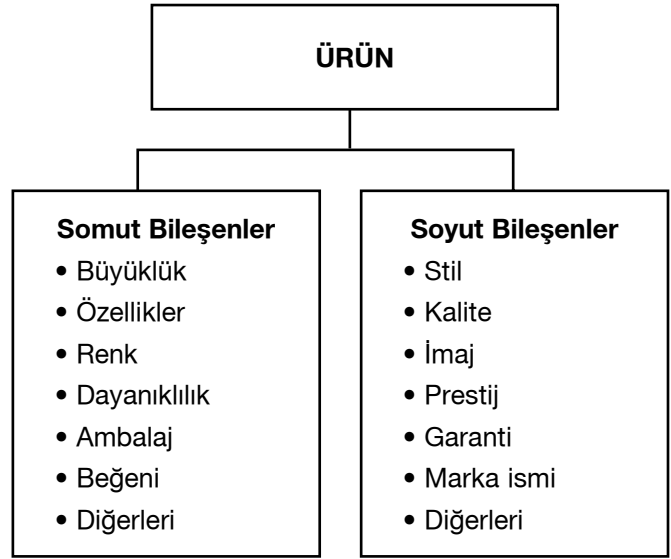 ÜRÜN
Somut Bileşenler
• Büyüklük
• Özellikler
• Renk
• Dayanıklılık
• Ambalaj
• Beğeni
• Diğerleri
Soyut Bileşenler
• Stil
• Kalite
• İmaj
• Prestij
• Garanti
• Marka ismi
• Diğerleri